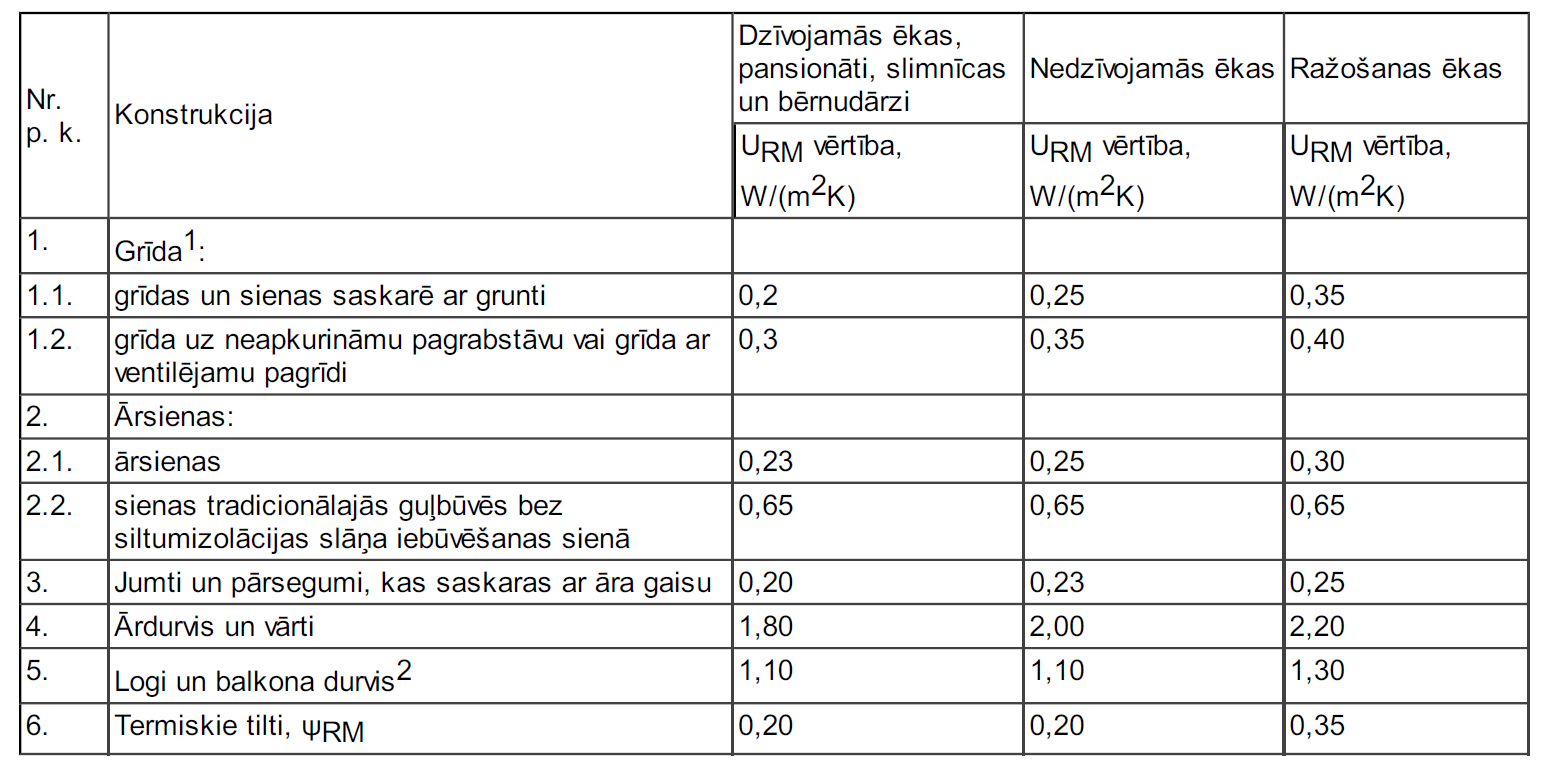 Nr.
p. k.
Konstrukcija
Dzīvojamās ēkas,
pansionāti, slimnīcas
un bērnudārzi
Nedzīvojamās ēkas
Ražošanas ēkas
URM vērtība,
W/(m2K)
URM vērtība,
W/(m2K)
URM vērtība,
W/(m2K)
1. Grīda1:
1.1. grīdas un sienas saskarē ar grunti 0,2 0,25 0,35
1.2. grīda uz neapkurināmu pagrabstāvu vai grīda ar 0,3 0,35 0,40
ventilējamu pagrīdi
2. Ārsienas:
2.1. ārsienas 0,23 0,25 0,30
2.2. sienas tradicionālajās guļbūvēs bez 0,65 0,65 0,65
siltumizolācijas slāņa iebūvēšanas sienā
3. Jumti un pārsegumi, kas saskaras ar āra gaisu 0,20 0,23 0,25
4. Ārdurvis un vārti 1,80 2,00 2,20
5. Logi un balkona durvis2 1,10 1,10 1,30
6. Termiskie tilti, ψRM 0,20 0,20 0,35